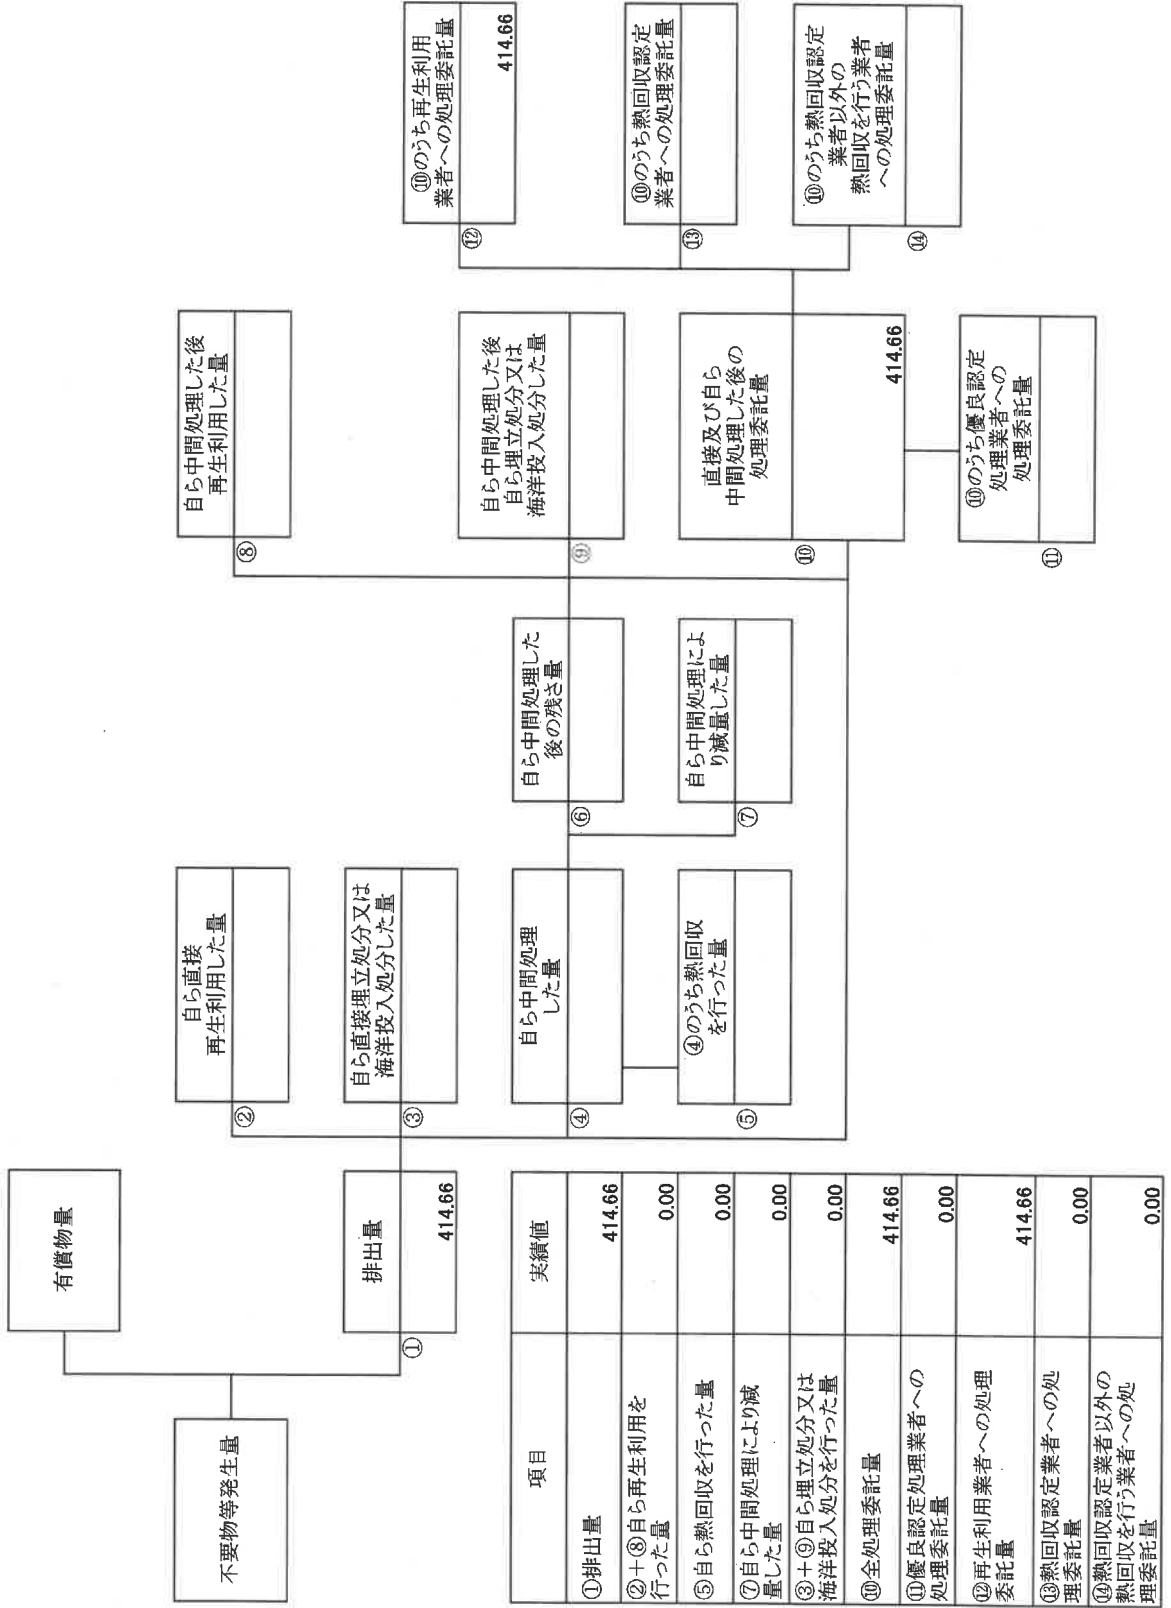 不要物等発生量
有償物量
排出量
①
414.66
自ら直接
再生利用した量
②
自ら直接埋立処分又は
海洋投入処分した量
③
自ら中間処理
した量
④
④のうち熱回収
を行った量
⑤
自ら中間処理した
後の残さ量
⑥
自ら中間処理によ
り減量した量
⑦
自ら中間処理した後
再生利用した量
⑧
自ら中間処理した後
自ら埋立処分又は
海洋投入処分した量
⑨
直接及び自ら
中間処理した後の
処理委託量
⑩
414.66
⑩のうち優良認定
処理業者への
処理委託量
⑪
⑩のうち再生利用
業者への処理委託量
⑫
414.66
⑩のうち熱回収認定
業者への処理委託量
⑬
⑩のうち熱回収認定
業者以外の
熱回収を行う業者
への処理委託量
⑭
項目 実績値
①排出量 414.66
②＋⑧自ら再生利用を
行った量 0.00
⑤自ら熱回収を行った量 0.00
⑦自ら中間処理により減
量した量 0.00
③＋⑨自ら埋立処分又は
海洋投入処分を行った量 0.00
⑩全処理委託量 414.66
⑪優良認定処理業者への
処理委託量 0.00
⑫再生利用業者への処理
委託量 414.66
⑬熱回収認定業者への処
理委託量 0.00
⑭熱回収認定業者以外の
熱回収を行う業者への処
理委託量 0.00